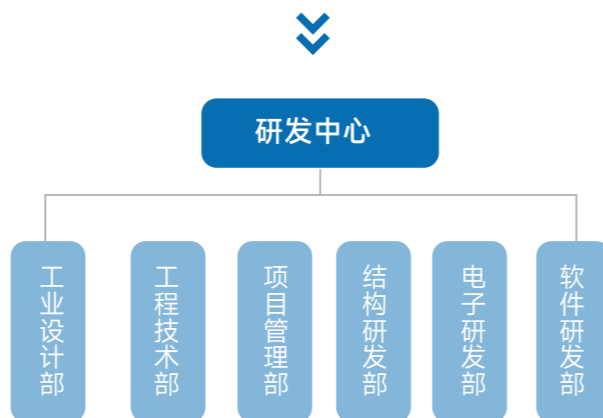 研发中心
工业设计部
工程技术部
项目管理部
结构研发部
电子研发部
软件研发部